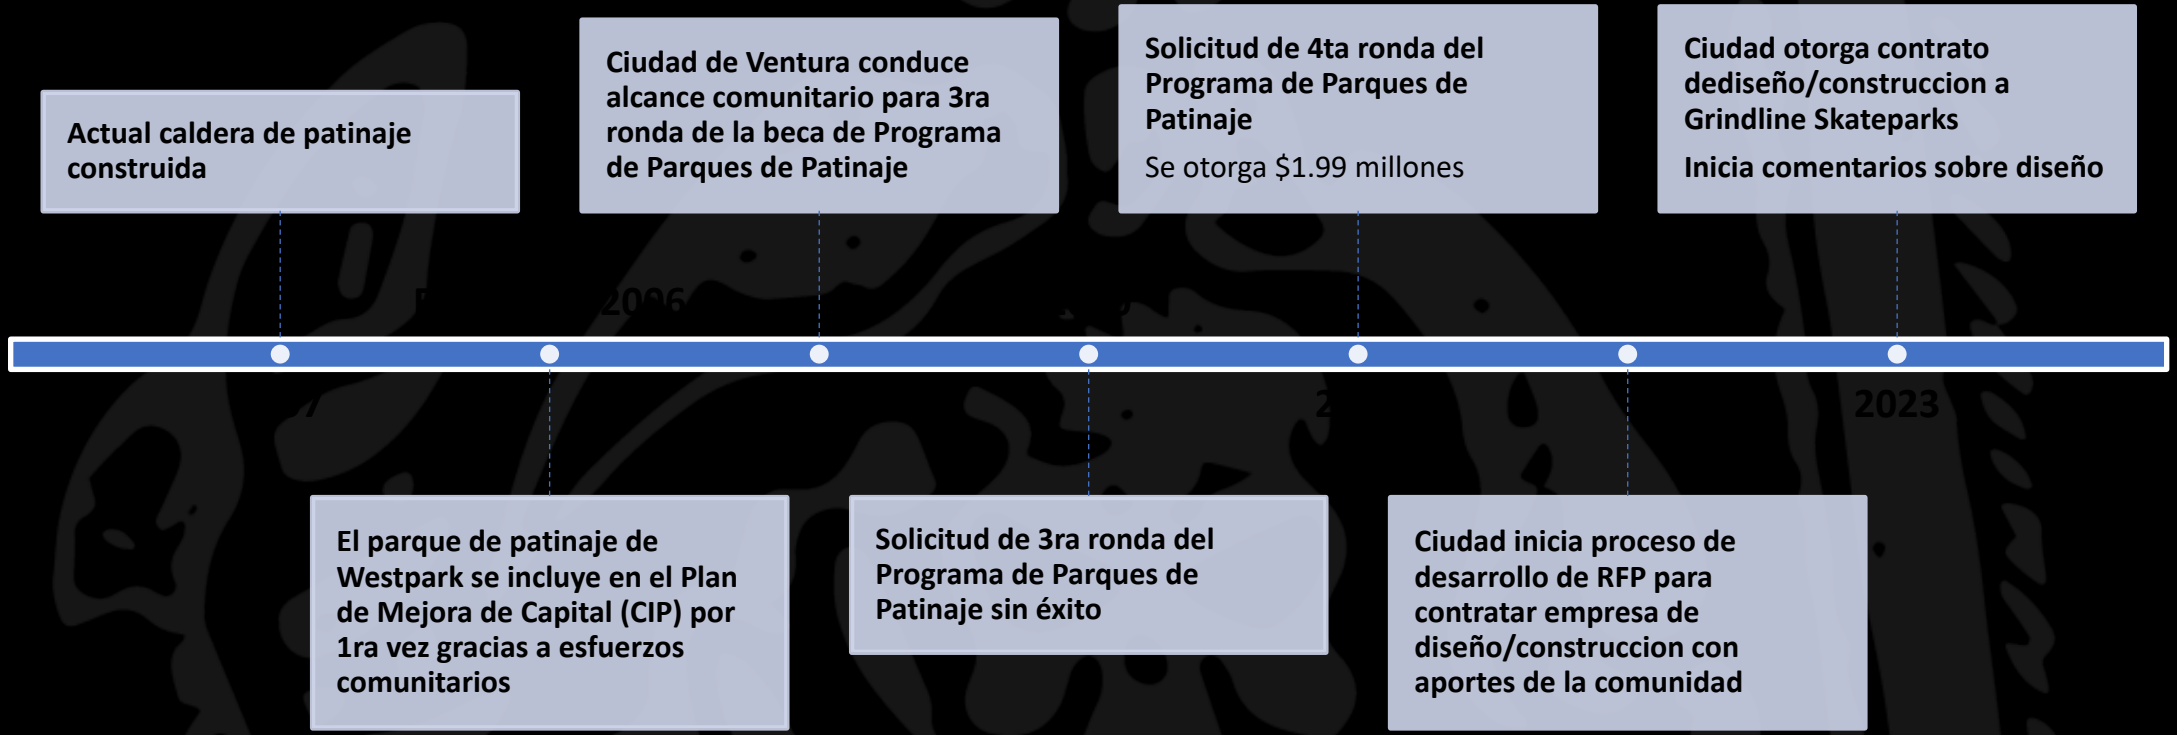 Actual caldera de patinaje
construida
Ciudad de Ventura conduce
alcance comunitario para 3ra
ronda de la beca de Programa
de Parques de Patinaje
Solicitud de 4ta ronda del
Programa de Parques de
Patinaje
Se otorga $1.99 millones
Ciudad otorga contrato
dediseño/construccion a
Grindline Skateparks
Inicia comentarios sobre diseño
2006
2023
El parque de patinaje de
Westpark se incluye en el Plan
de Mejora de Capital (CIP) por
1ra vez gracias a esfuerzos
comunitarios
Solicitud de 3ra ronda del
Programa de Parques de
Patinaje sin éxito
Ciudad inicia proceso de
desarrollo de RFP para
contratar empresa de
diseño/construccion con
aportes de la comunidad